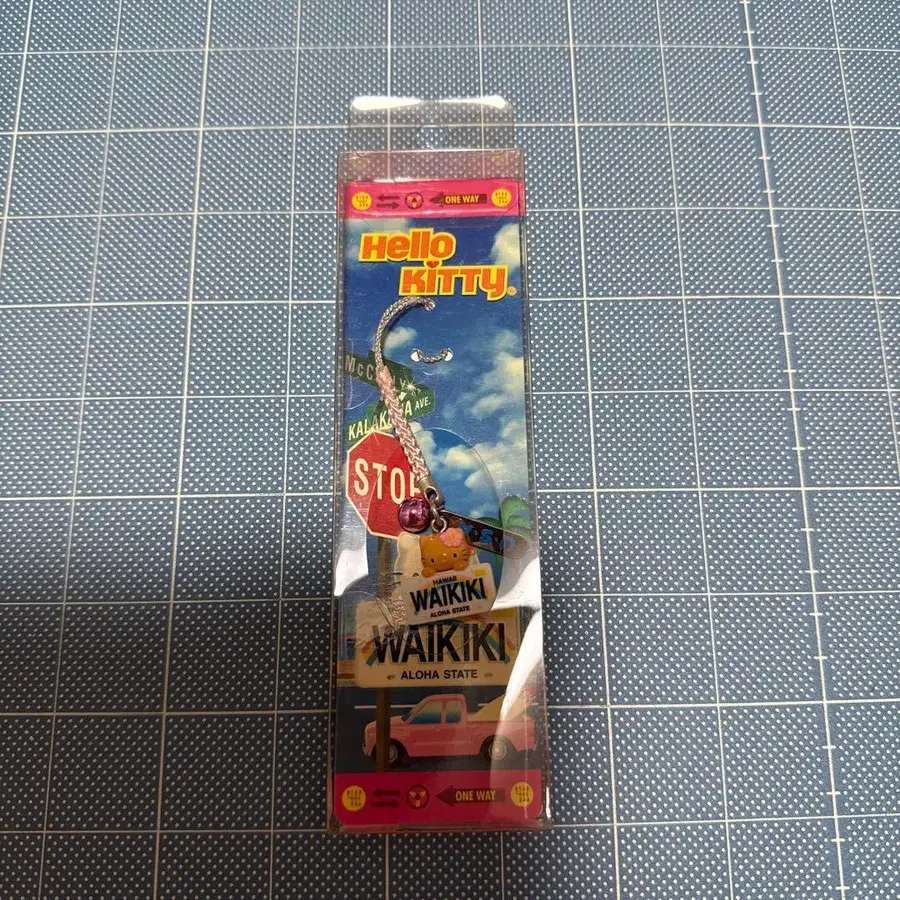 ONE WAY
Hello
Kitty®
KALAKAUA AVE.
STOP
HAWAII
WAIKIKI
ALOHA STATE
WAIKIKI
ALOHA STATE
ONE WAY